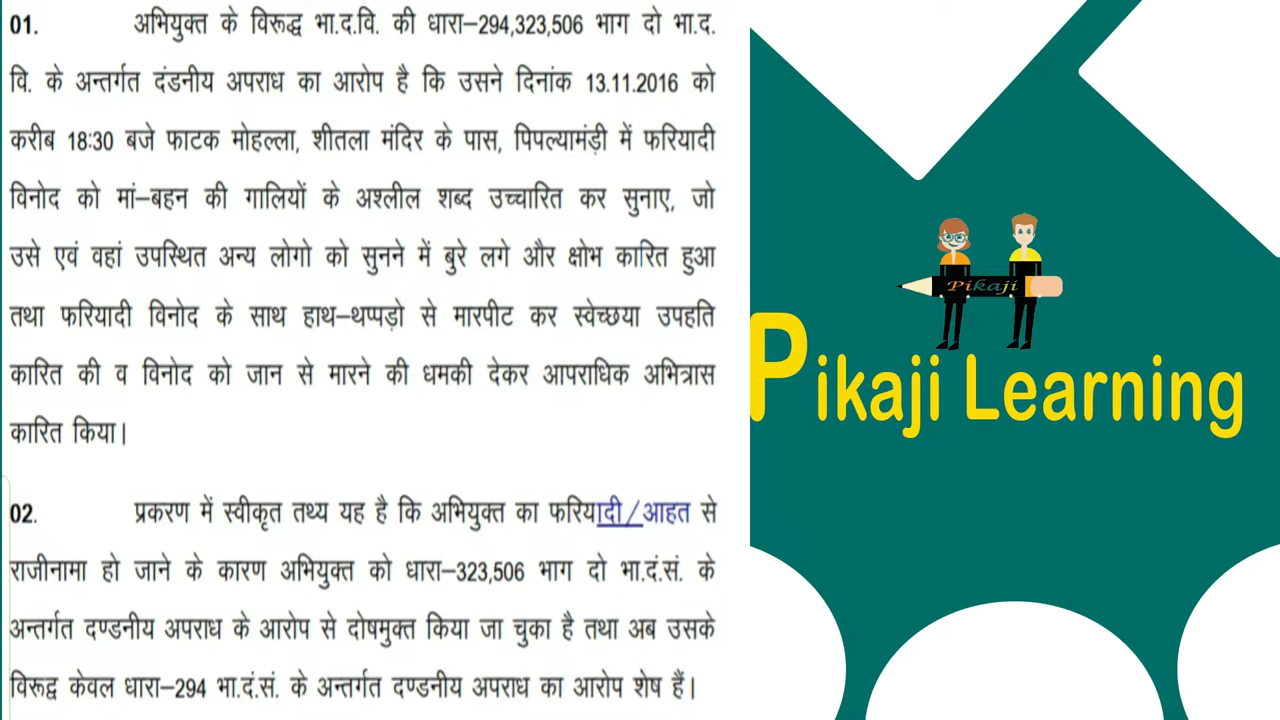 01. अभियुक्त के विरूद्ध भा.द.वि. की धारा–294,323,506 भाग दो भा.द.
वि. के अन्तर्गत दंडनीय अपराध का आरोप है कि उसने दिनांक 13.11.2016 को
करीब 18:30 बजे फाटक मोहल्ला, शीतला मंदिर के पास, पिपल्यामंड़ी में फरियादी
विनोद को मां–बहन की गालियों के अश्लील शब्द उच्चारित कर सुनाए, जो
उसे एवं वहां उपस्थित अन्य लोगो को सुनने में बुरे लगे और क्षोभ कारित हुआ
तथा फरियादी विनोद के साथ हाथ–थप्पड़ो से मारपीट कर स्वेच्छया उपहति
कारित की व विनोद को जान से मारने की धमकी देकर आपराधिक अभित्रास
कारित किया।
02. प्रकरण में स्वीकृत तथ्य यह है कि अभियुक्त का फरियादी/आहत से
राजीनामा हो जाने के कारण अभियुक्त को धारा–323,506 भाग दो भा.दं.सं. के
अन्तर्गत दण्डनीय अपराध के आरोप से दोषमुक्त किया जा चुका है तथा अब उसके
विरूद्व केवल धारा–294 भा.दं.सं. के अन्तर्गत दण्डनीय अपराध का आरोप शेष हैं।
Pikaji
Pikaji Learning